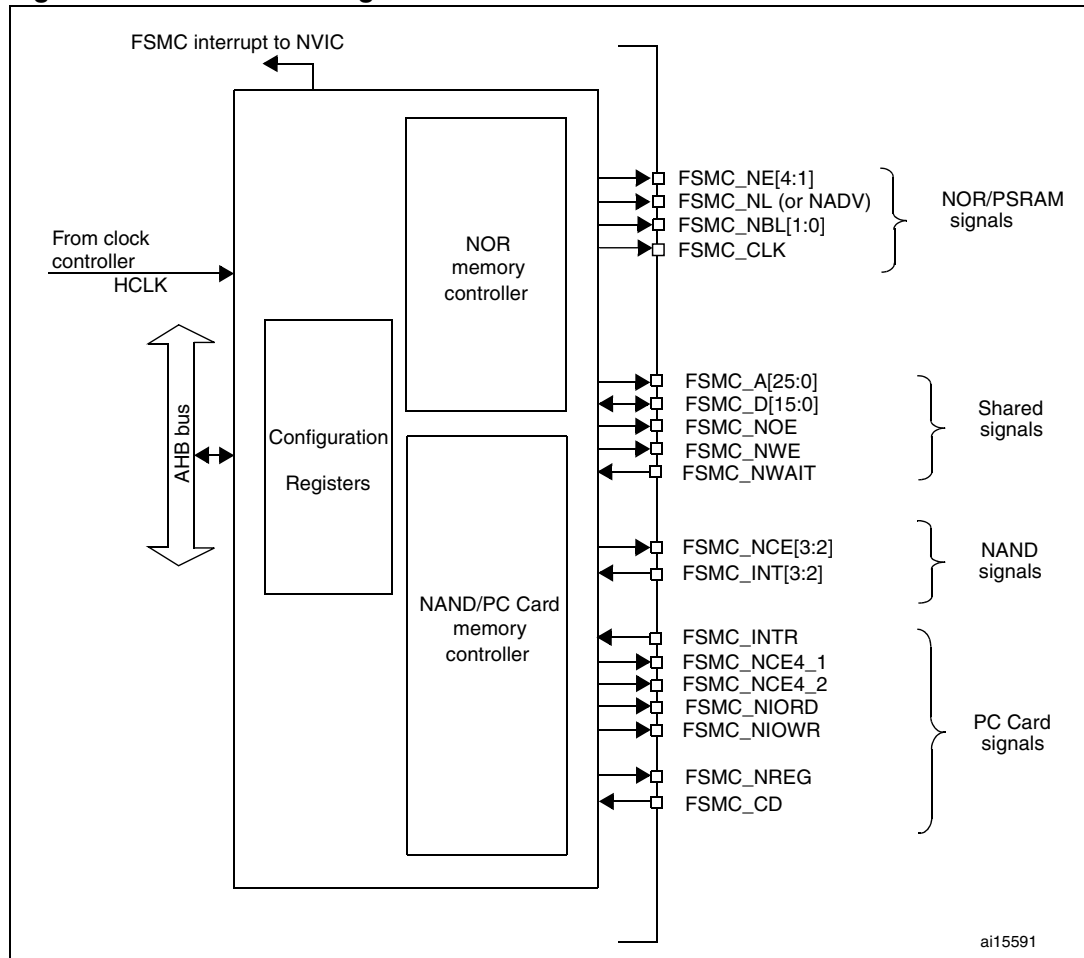 FSMC interrupt to NVIC
From clock
controller
HCLK
AHB bus
Configuration
Registers
NOR
memory
controller
NAND/PC Card
memory
controller
FSMC_NE[4:1]
FSMC_NL (or NADV)
FSMC_NBL[1:0]
FSMC_CLK
NOR/PSRAM
signals
FSMC_A[25:0]
FSMC_D[15:0]
FSMC_NOE
FSMC_NWE
FSMC_NWAIT
Shared
signals
FSMC_NCE[3:2]
FSMC_INT[3:2]
NAND
signals
FSMC_INTR
FSMC_NCE4_1
FSMC_NCE4_2
FSMC_NIORD
FSMC_NIOWR
FSMC_NREG
FSMC_CD
PC Card
signals
ai15591